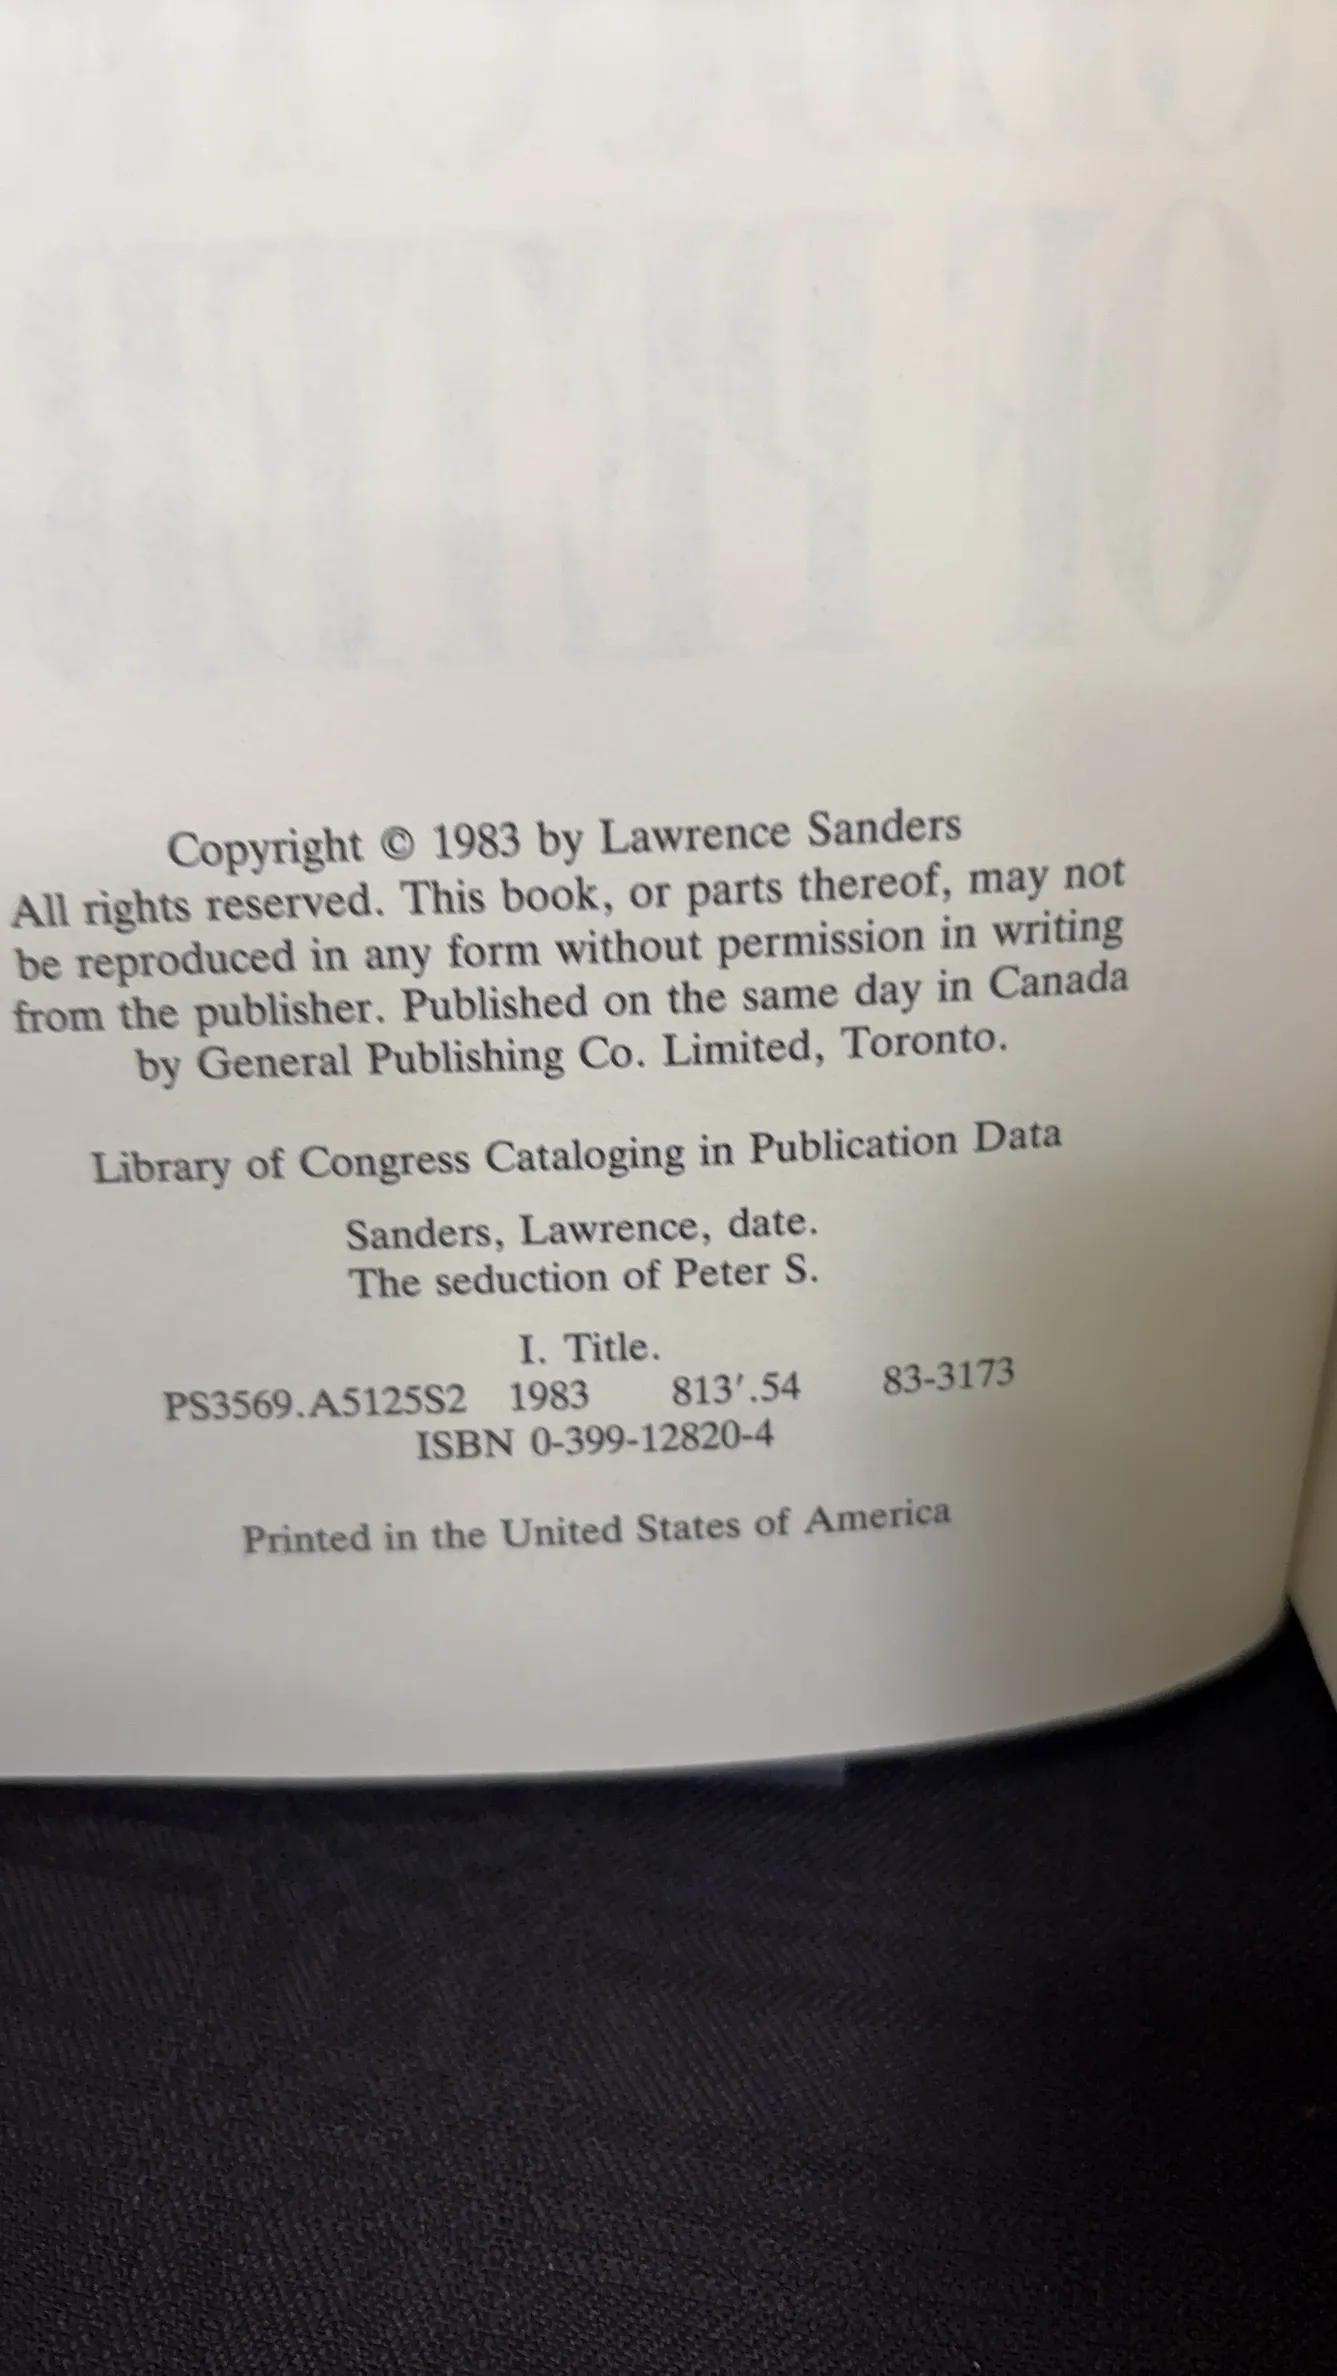 Copyright © 1983 by Lawrence Sanders
All rights reserved. This book, or parts thereof, may not
be reproduced in any form without permission in writing
from the publisher. Published on the same day in Canada
by General Publishing Co. Limited, Toronto.
Library of Congress Cataloging in Publication Data
Sanders, Lawrence, date.
The seduction of Peter S.
I. Title.
PS3569.A5125S2 1983 813′.54 83-3173
ISBN 0-399-12820-4
Printed in the United States of America